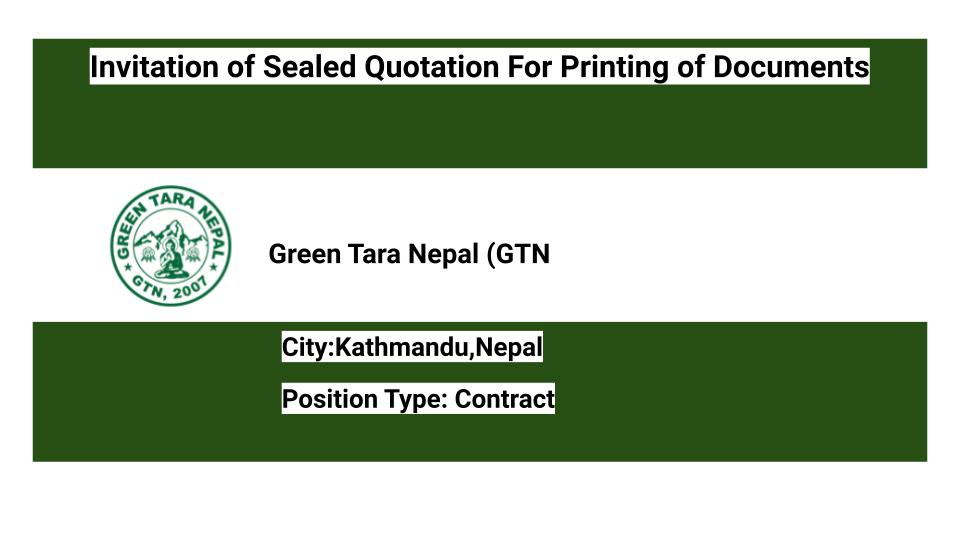 Invitation of Sealed Quotation For Printing of Documents
GREEN TARA NEPAL
GTN, 2007
Green Tara Nepal (GTN
City:Kathmandu,Nepal
Position Type: Contract